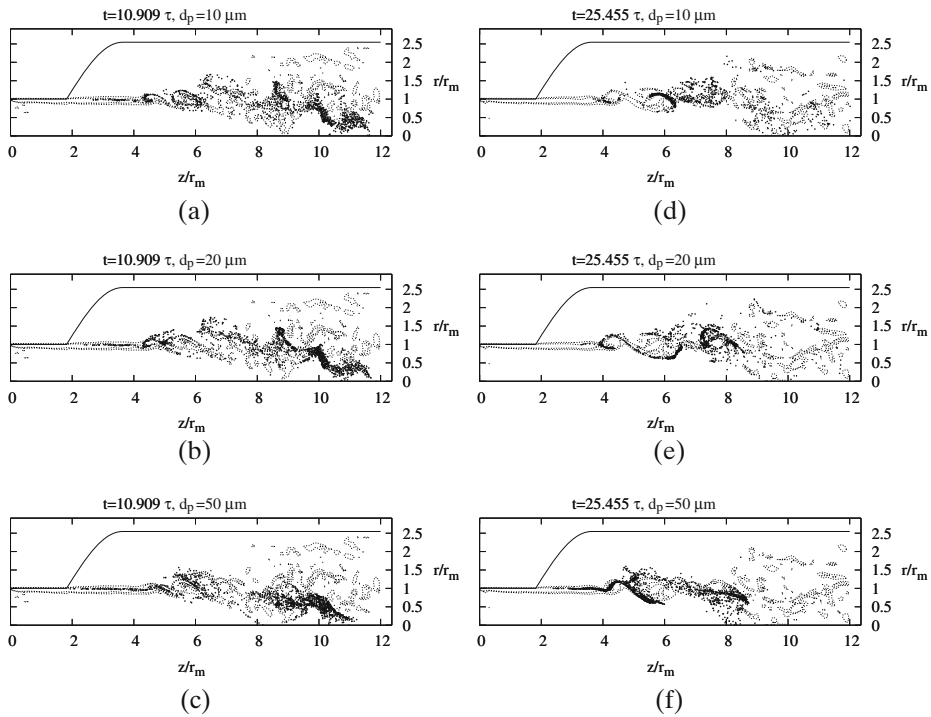 t=10.909 τ, dp=10 μm
2.5
2
1.5
1
0.5
0
r/rm
0 2 4 6 8 10 12
z/rm
(a)
t=25.455 τ, dp=10 μm
2.5
2
1.5
1
0.5
0
r/rm
0 2 4 6 8 10 12
z/rm
(d)
t=10.909 τ, dp=20 μm
2.5
2
1.5
1
0.5
0
r/rm
0 2 4 6 8 10 12
z/rm
(b)
t=25.455 τ, dp=20 μm
2.5
2
1.5
1
0.5
0
r/rm
0 2 4 6 8 10 12
z/rm
(e)
t=10.909 τ, dp=50 μm
2.5
2
1.5
1
0.5
0
r/rm
0 2 4 6 8 10 12
z/rm
(c)
t=25.455 τ, dp=50 μm
2.5
2
1.5
1
0.5
0
r/rm
0 2 4 6 8 10 12
z/rm
(f)